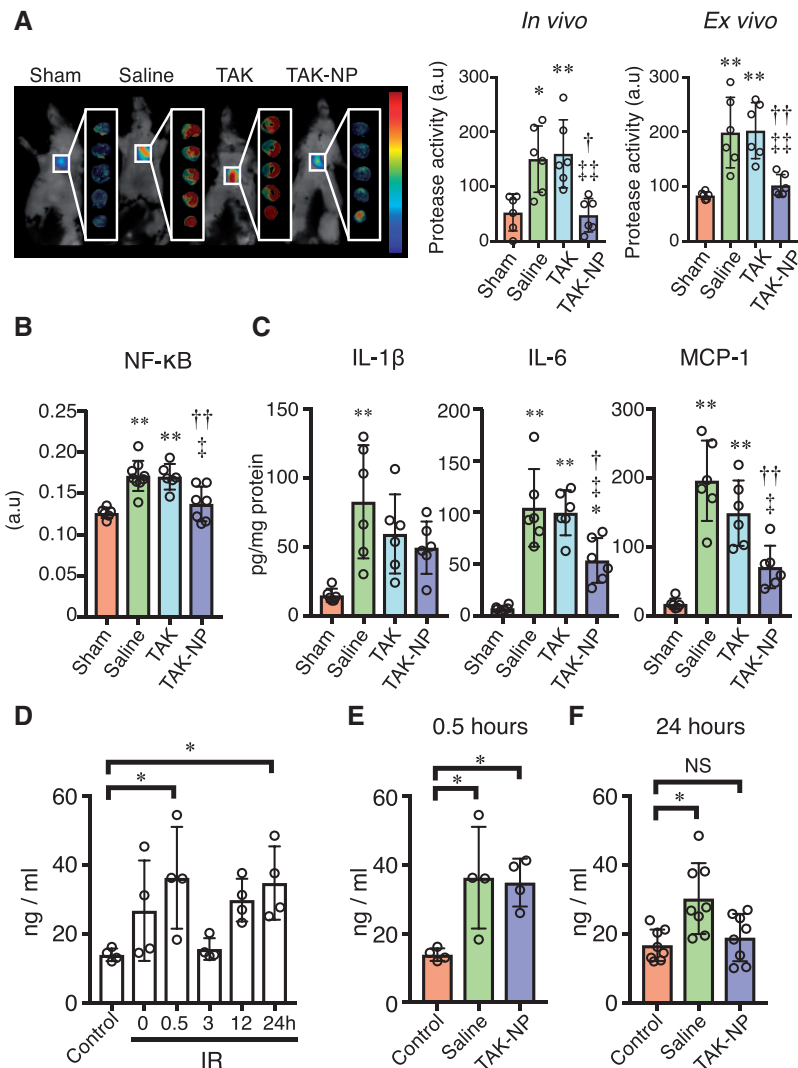 A
In vivo
Ex vivo
Sham Saline TAK TAK-NP
Protease activity (a.u)
300
200
100
0
*
**
†
‡‡
Sham
Saline
TAK
TAK-NP
Protease activity (a.u)
300
200
100
0
**
**
††
‡‡
‡‡
Sham
Saline
TAK
TAK-NP
B
NF-κB
(a.u)
0.25
0.20
0.15
0.1
0.05
0
**
**
††
‡
Sham
Saline
TAK
TAK-NP
C
IL-1β
pg/mg protein
150
100
50
0
**
Sham
Saline
TAK
TAK-NP
IL-6
200
150
100
50
0
**
**
†
‡
*
Sham
Saline
TAK
TAK-NP
MCP-1
300
200
100
0
**
**
††
‡
Sham
Saline
TAK
TAK-NP
D
ng / ml
60
40
20
0
*
*
Control
0 0.5 3 12 24h
IR
E
0.5 hours
ng / ml
60
40
20
0
*
*
Control
Saline
TAK-NP
F
24 hours
ng / ml
60
40
20
0
NS
*
Control
Saline
TAK-NP